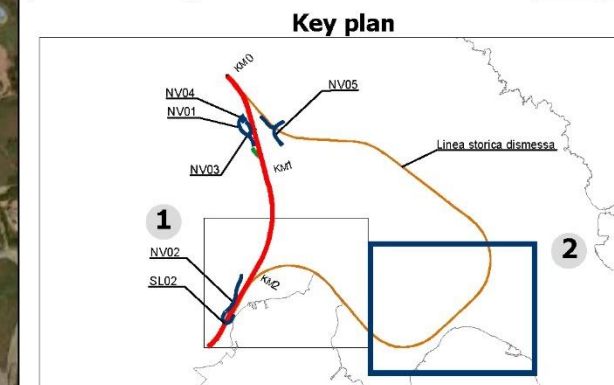 Key plan
KM0
NV04
NV01
NV05
Linea storica dismessa
NV03
KM1
1
NV02
SL02
KM2
2